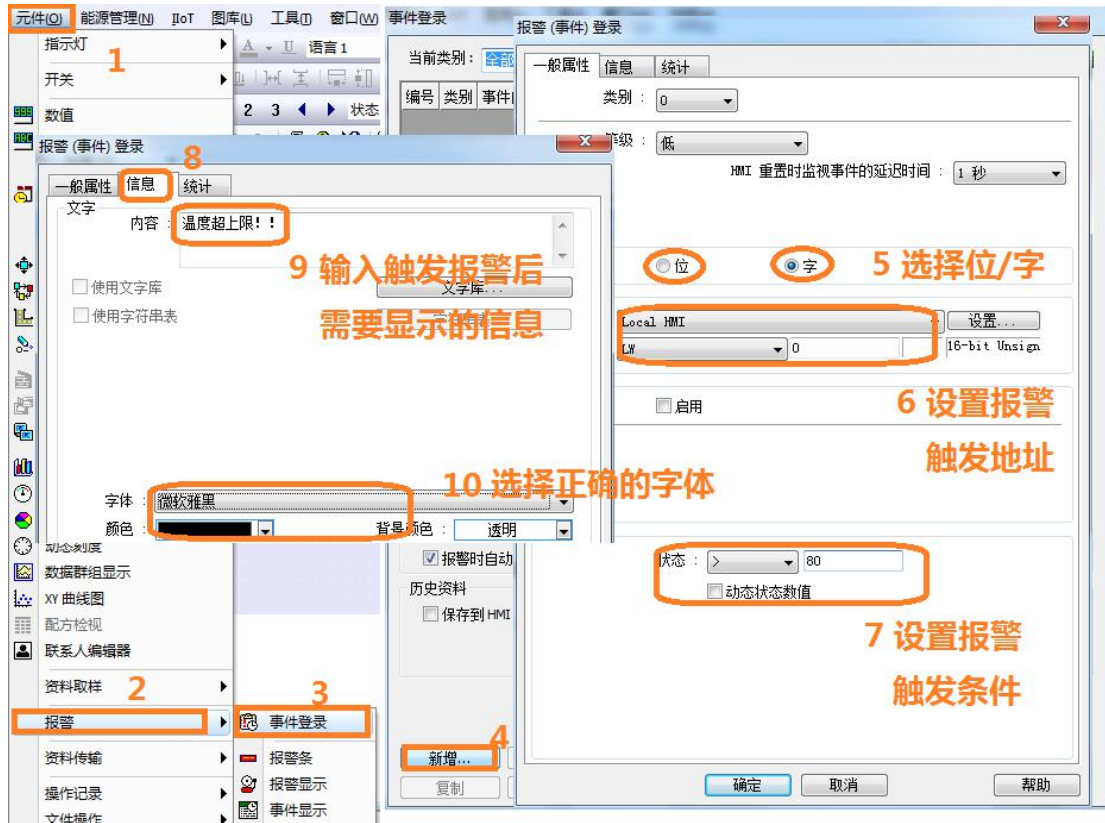 元件(O) 能源管理(N) IIoT 图库(L) 工具(T) 窗口(W)
指示灯
1
开关
数值
语言 1
2 3 状态
事件登录
当前类别： 全部
编号 类别 事件
报警 (事件) 登录
一般属性 信息 统计
类别 ： 0
等级 ： 低
HMI 重置时监视事件的延迟时间 ： 1 秒
位 字
5 选择位/字
Local HMI 设置...
LW 0 16-bit Unsign
启用
6 设置报警
触发地址
状态 ： > 80
动态状态数值
7 设置报警
触发条件
确定 取消 帮助
报警 (事件) 登录
8
一般属性 信息 统计
文字
内容 ： 温度超上限！！
9 输入触发报警后
需要显示的信息
使用文字库 文字库...
使用字符串表
10 选择正确的字体
字体 ： 微软雅黑
颜色 ： 背景颜色 ： 透明
动态刻度
数据群组显示
XY 曲线图
配方检视
联系人编辑器
资料取样
2
报警
资料传输
操作记录
文件操作
3
事件登录
报警条
报警显示
事件显示
报警时自动
历史资料
保存到 HMI
4
新增...
复制